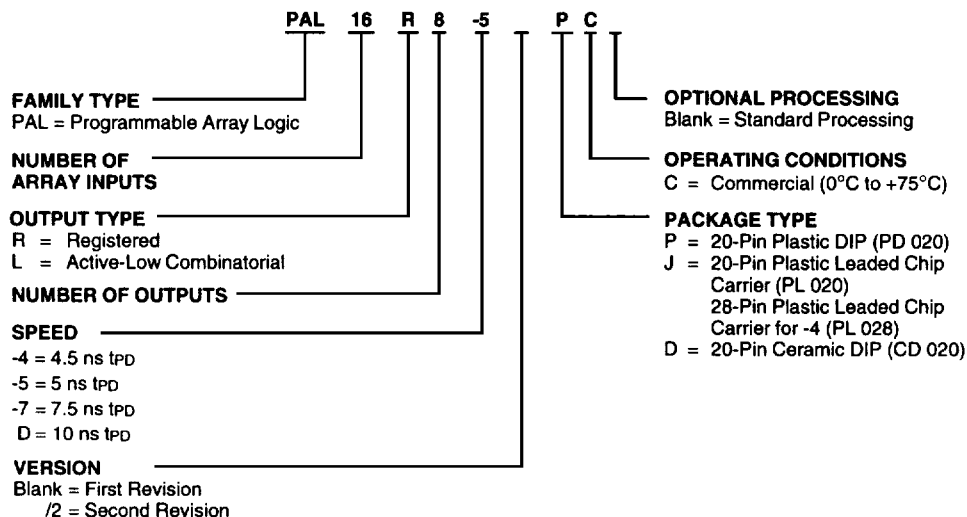 PAL 16 R 8 -5 P C
FAMILY TYPE
PAL = Programmable Array Logic
NUMBER OF
ARRAY INPUTS
OUTPUT TYPE
R = Registered
L = Active-Low Combinatorial
NUMBER OF OUTPUTS
SPEED
-4 = 4.5 ns tPD
-5 = 5 ns tPD
-7 = 7.5 ns tPD
D = 10 ns tPD
VERSION
Blank = First Revision
/2 = Second Revision
OPTIONAL PROCESSING
Blank = Standard Processing
OPERATING CONDITIONS
C = Commercial (0°C to +75°C)
PACKAGE TYPE
P = 20-Pin Plastic DIP (PD 020)
J = 20-Pin Plastic Leaded Chip
Carrier (PL 020)
28-Pin Plastic Leaded Chip
Carrier for -4 (PL 028)
D = 20-Pin Ceramic DIP (CD 020)